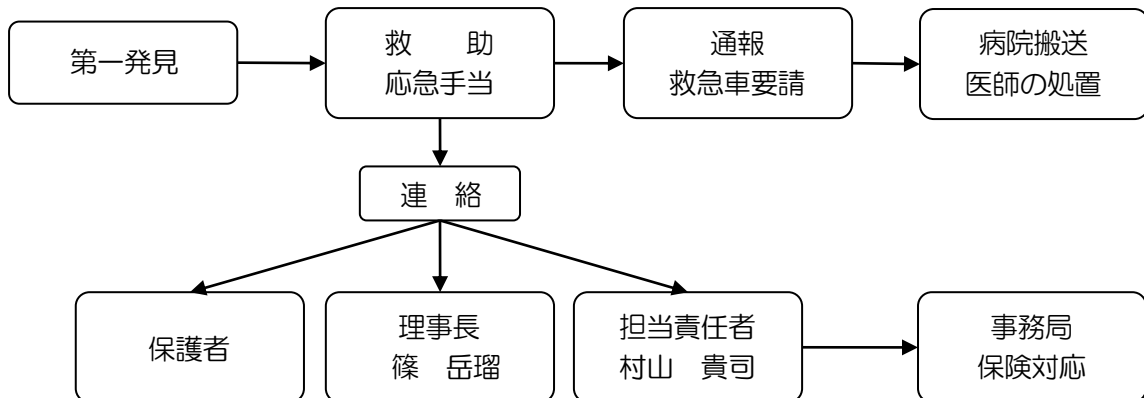 第一発見
救　　助
応急手当
通報
救急車要請
病院搬送
医師の処置
連　絡
保護者
理事長
篠　岳瑠
担当責任者
村山　貴司
事務局
保険対応